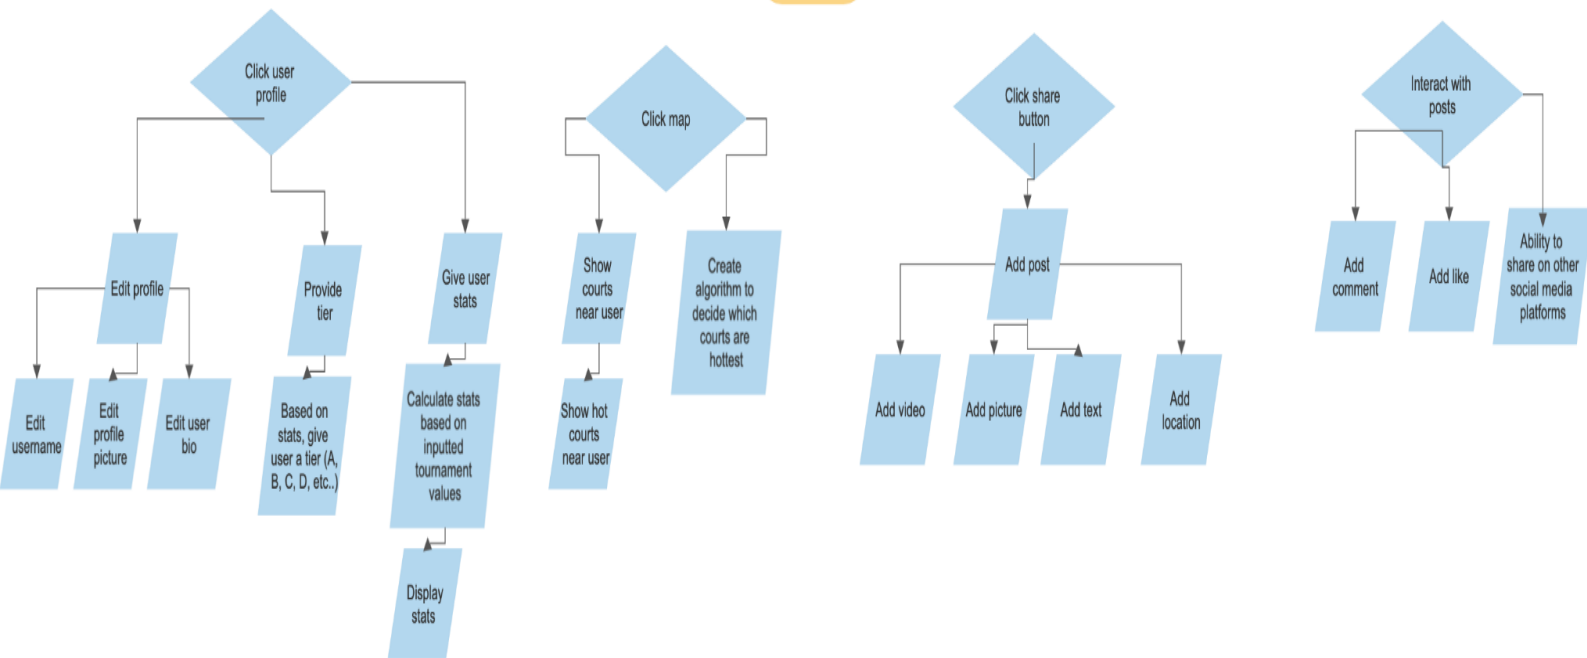 Click user
profile
Click map
Click share
button
Interact with
posts
Edit profile
Provide
tier
Give user
stats
Show
courts
near user
Create
algorithm to
decide which
courts are
hottest
Add post
Add
comment
Add like
Ability to
share on other
social media
platforms
Edit
username
Edit
profile
picture
Edit user
bio
Based on
stats, give
user a tier (A,
B, C, D, etc..)
Calculate stats
based on
inputted
tournament
values
Show hot
courts
near user
Add video
Add picture
Add text
Add
location
Display
stats